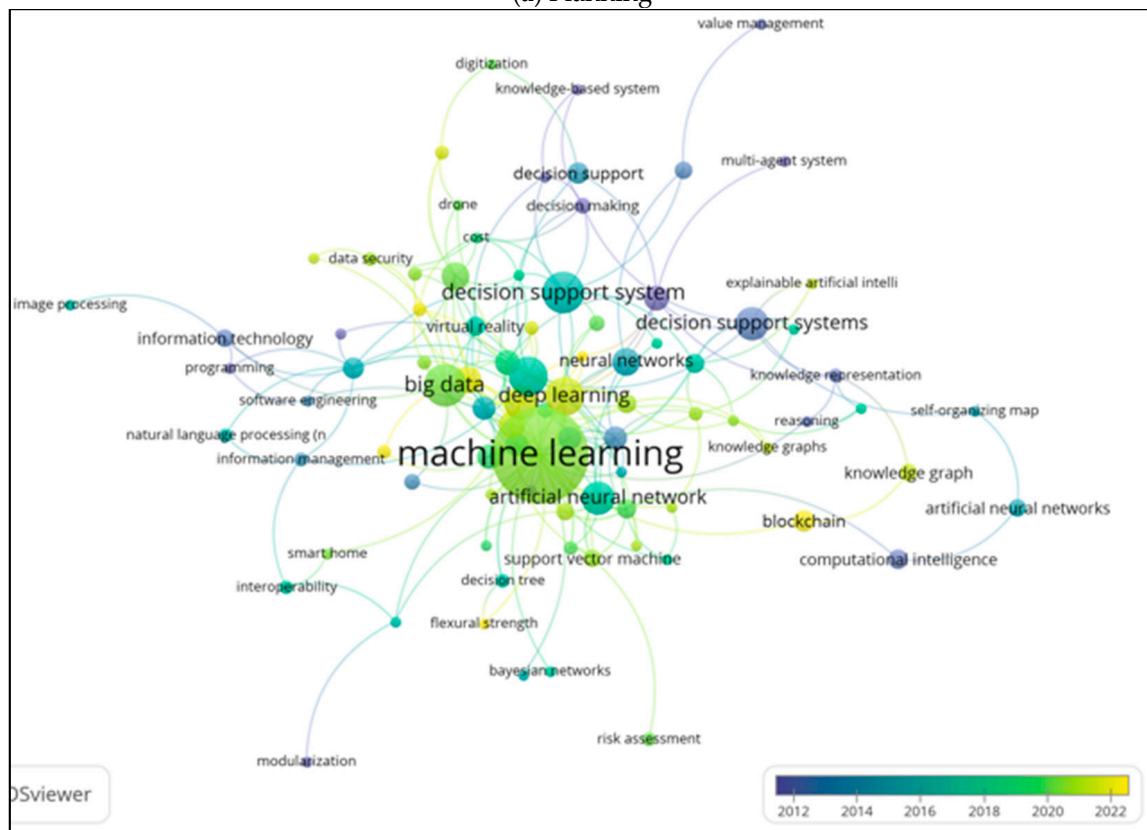 (a) Planning
value management
digitization
knowledge-based system
multi-agent system
decision support
decision making
drone
cost
data security
explainable artificial intelli
decision support system
image processing
decision support systems
virtual reality
information technology
neural networks
programming
knowledge representation
big data
deep learning
software engineering
self-organizing map
reasoning
natural language processing (n
knowledge graphs
machine learning
information management
knowledge graph
artificial neural network
artificial neural networks
blockchain
smart home
support vector machine
computational intelligence
decision tree
interoperability
flexural strength
bayesian networks
risk assessment
modularization
OSviewer
2012 2014 2016 2018 2020 2022